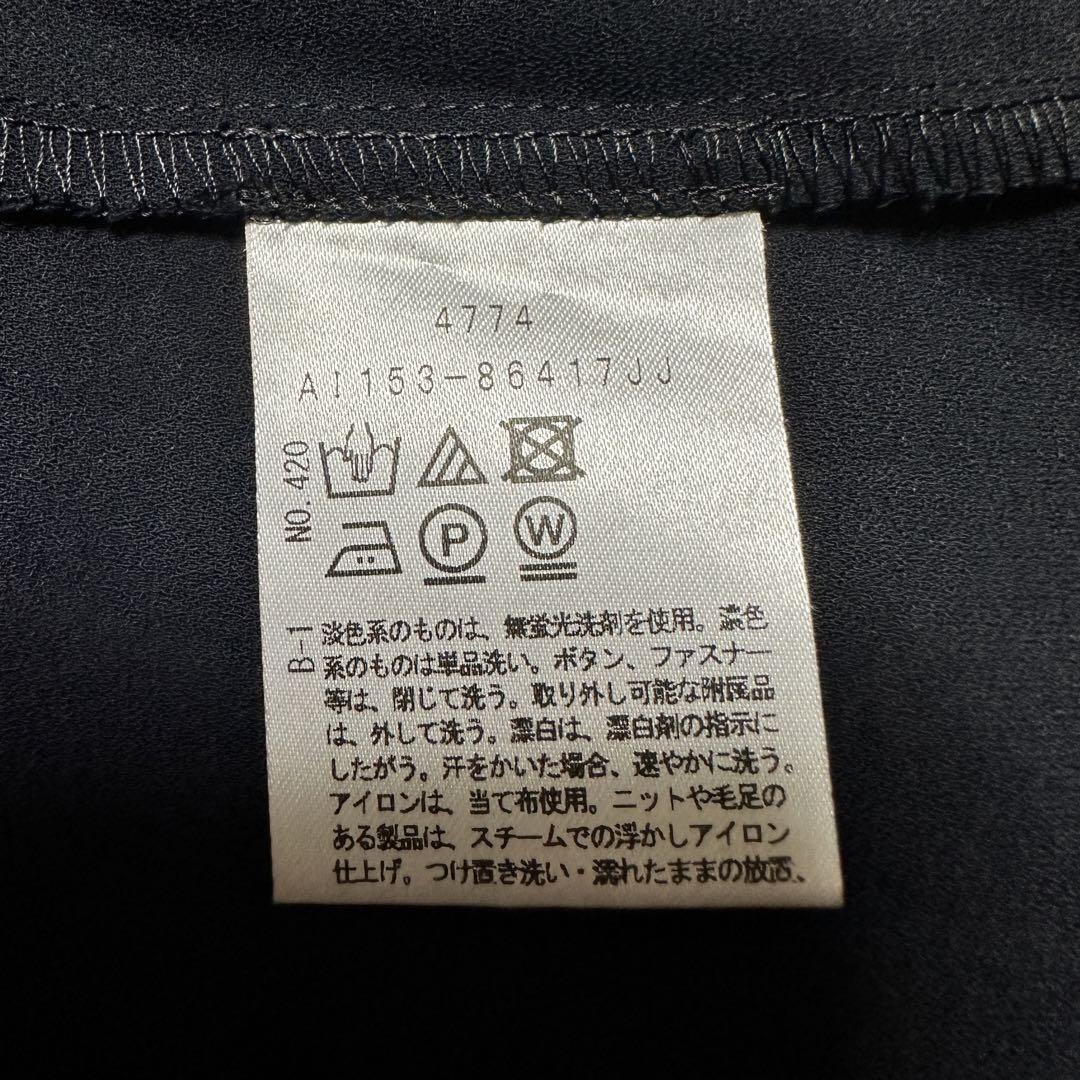 4774
AI153-86417JJ
NO.420
P
W
B-1
淡色系のものは、無蛍光洗剤を使用。濃色
系のものは単品洗い。ボタン、ファスナー
等は、閉じて洗う。取り外し可能な附属品
は、外して洗う。漂白は、漂白剤の指示に
したがう。汗をかいた場合、速やかに洗う。
アイロンは、当て布使用。ニットや毛足の
ある製品は、スチームでの浮かしアイロン
仕上げ。つけ置き洗い・濡れたままの放置、